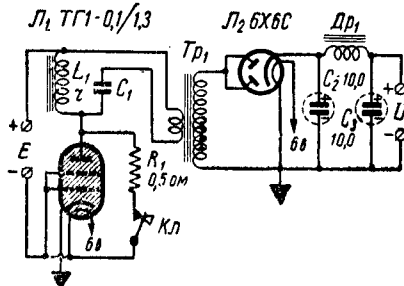 Л₁ ТГ1-0,1/1,3
Л₂ 6Х6С
Др₁
Тр₁
L₁
r
C₁
C₂ 10,0
+
E
-
R₁
0,5 ом
Кл
6в
6в
C₃
10,0
+
U
-